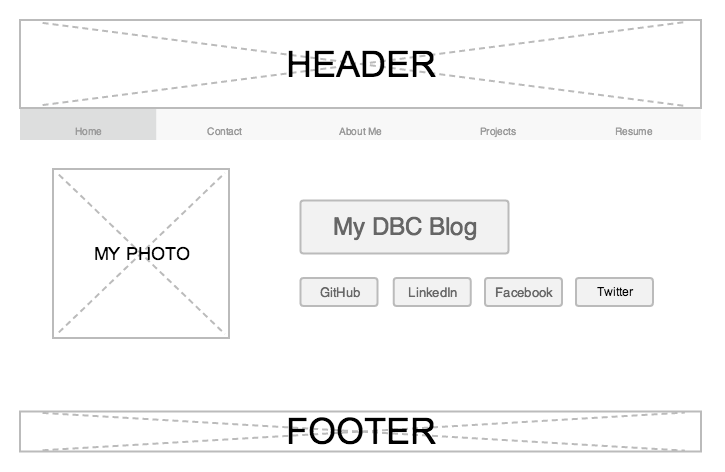 HEADER
Home Contact About Me Projects Resume
My DBC Blog
MY PHOTO
GitHub LinkedIn Facebook Twitter
FOOTER